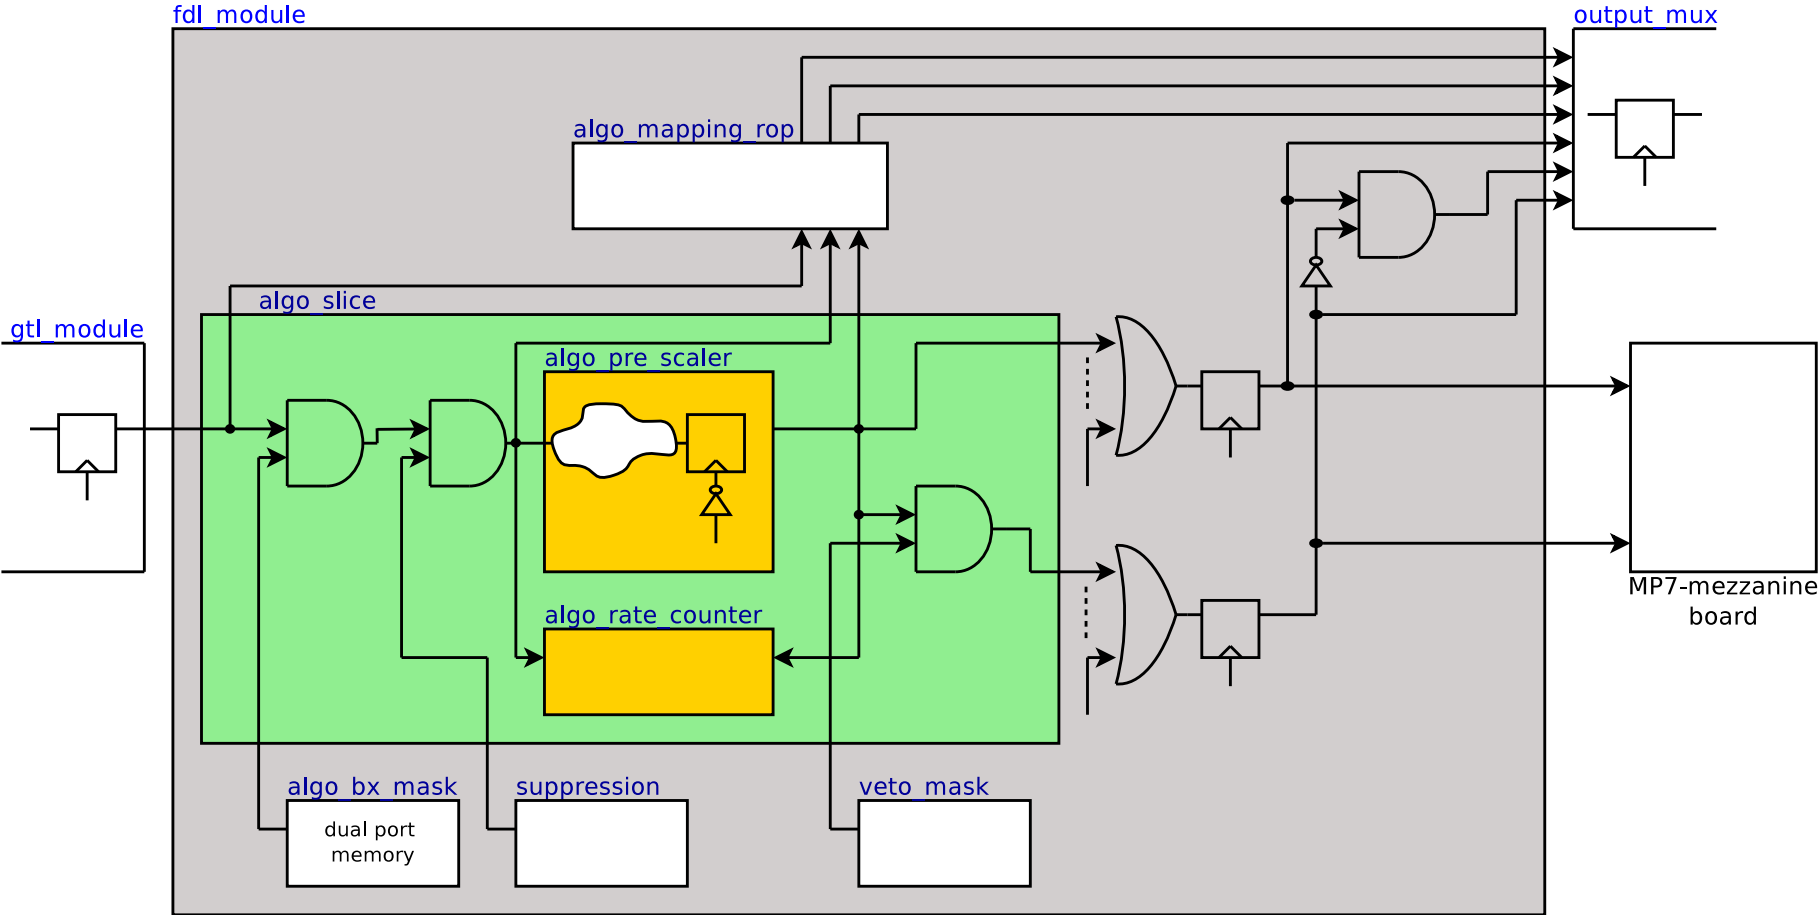 fdl_module
output_mux
algo_mapping_rop
algo_slice
gtl_module
algo_pre_scaler
MP7-mezzanine
board
algo_rate_counter
algo_bx_mask
suppression
veto_mask
dual port
memory